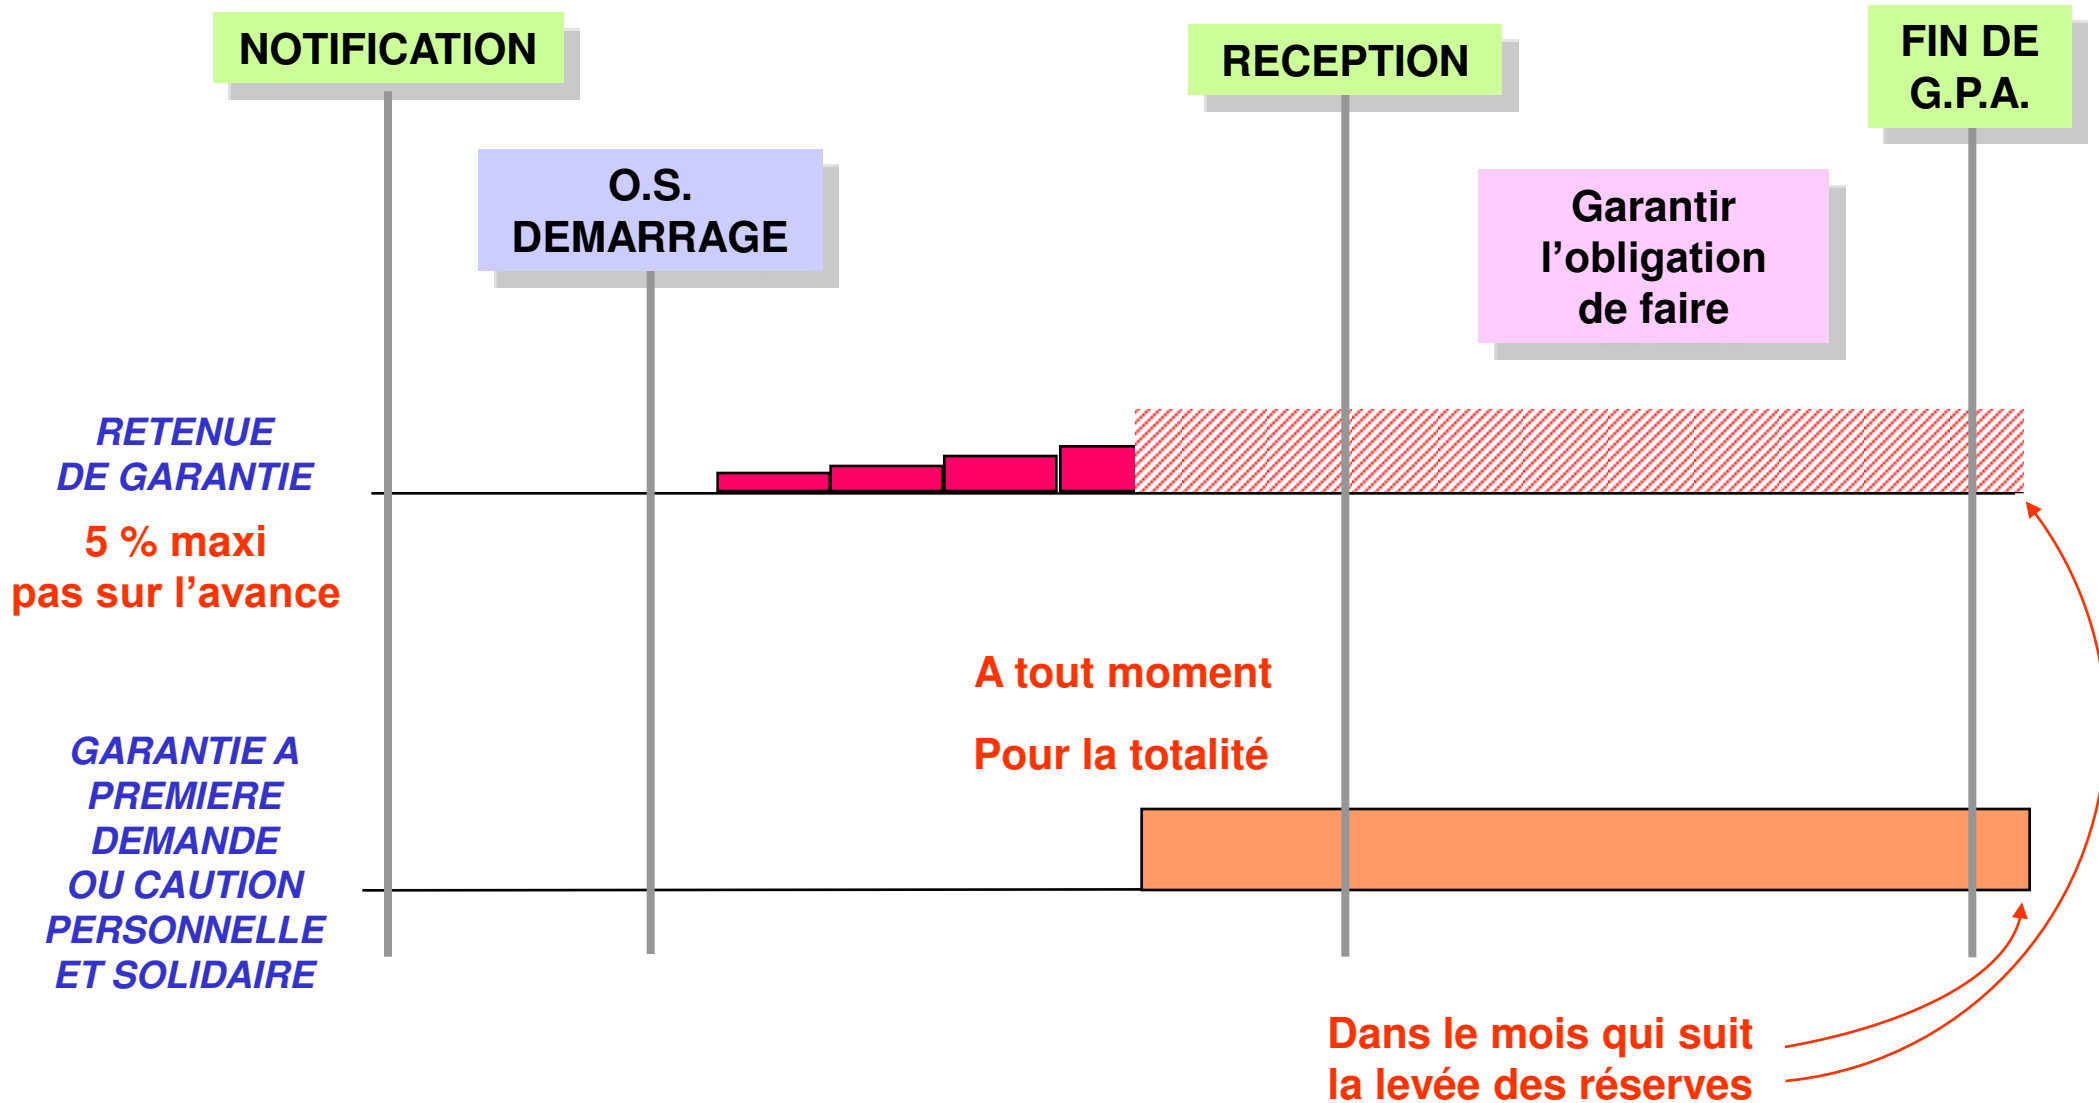 NOTIFICATION
RECEPTION
FIN DE
G.P.A.
O.S.
DEMARRAGE
Garantir
l’obligation
de faire
RETENUE
DE GARANTIE
5 % maxi
pas sur l’avance
A tout moment
Pour la totalité
GARANTIE A
PREMIERE
DEMANDE
OU CAUTION
PERSONNELLE
ET SOLIDAIRE
Dans le mois qui suit
la levée des réserves